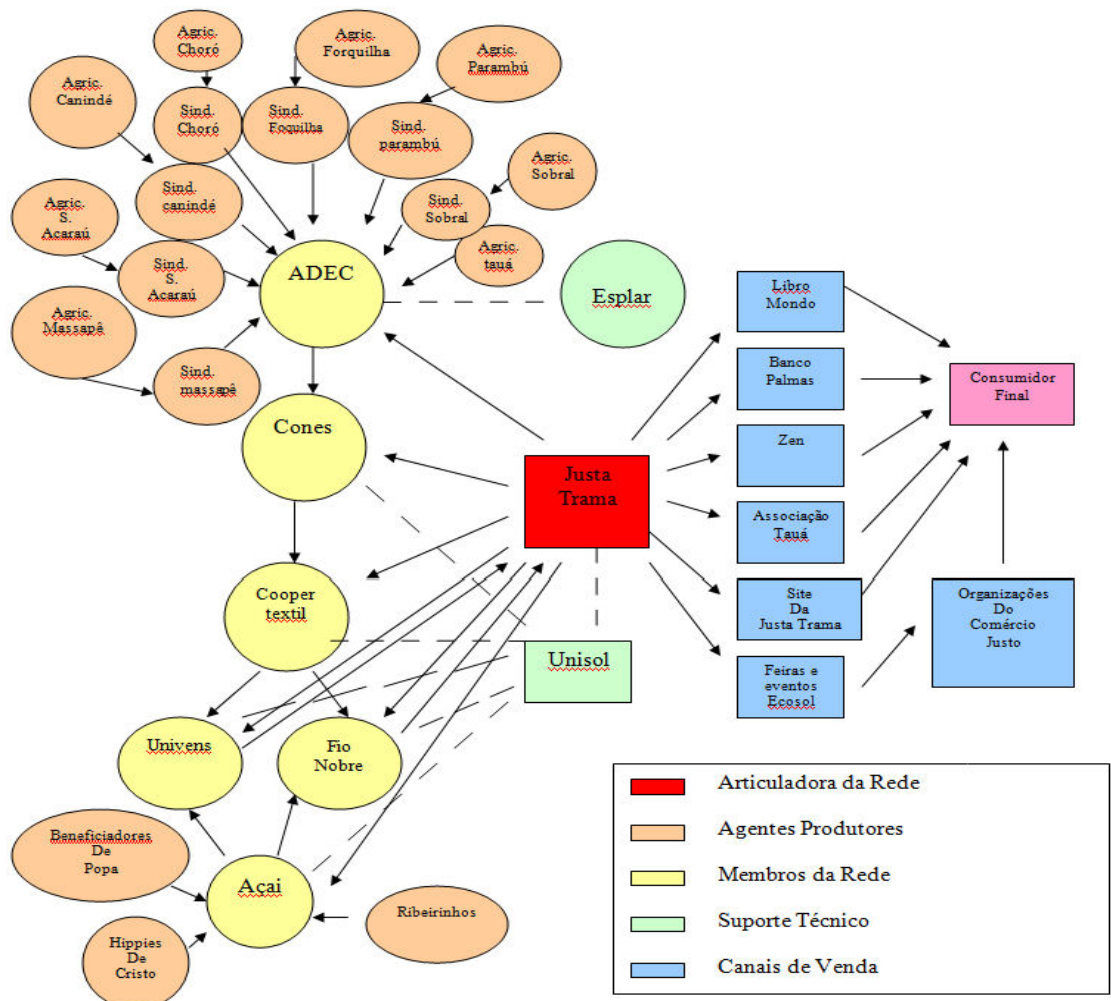 Agric.
Choró
Agric.
Forquilha
Agric.
Parambú
Agric.
Canindé
Sind.
Choró
Sind.
Foquilha
Sind.
parambú
Agric.
Sobral
Sind.
canindé
Sind.
Sobral
Agric.
S.
Acaraú
Agric.
tauá
Sind.
S.
Acaraú
ADEC
Esplar
Agric.
Massapê
Sind.
massapê
Libro
Mondo
Banco
Palmas
Consumidor
Final
Cones
Zen
Justa
Trama
Associação
Tauá
Cooper
textil
Site
Da
Justa Trama
Organizações
Do
Comércio
Justo
Unisol
Feiras e
eventos
Ecosol
Univens
Fio
Nobre
Beneficiadores
De
Popa
Açai
Ribeirinhos
Hippies
De
Cristo
Articuladora da Rede
Agentes Produtores
Membros da Rede
Suporte Técnico
Canais de Venda